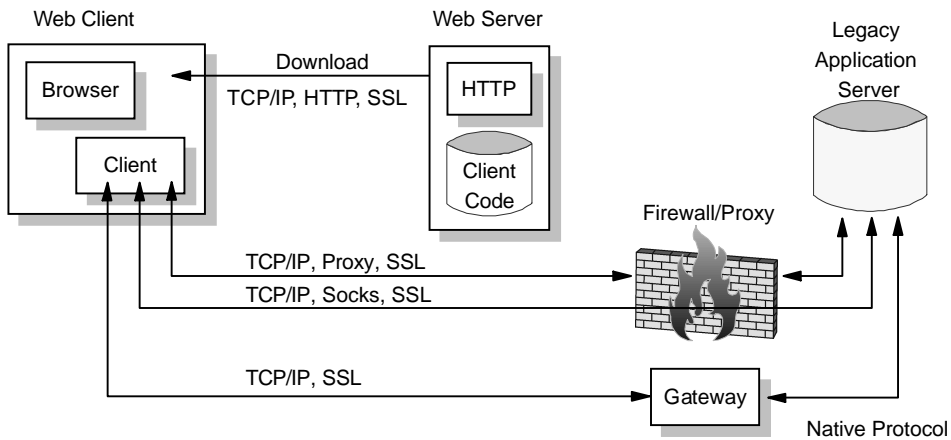 Web Client
Web Server
Legacy
Application
Server
Browser
Download
HTTP
TCP/IP, HTTP, SSL
Client
Client
Code
Firewall/Proxy
TCP/IP, Proxy, SSL
TCP/IP, Socks, SSL
TCP/IP, SSL
Gateway
Native Protocol